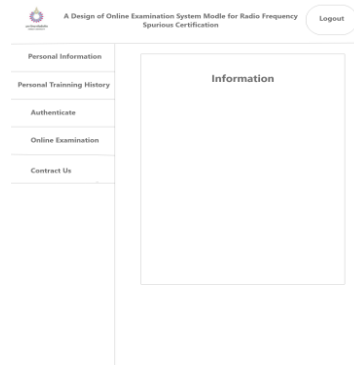 A Design of Online Examination System Modle for Radio Frequency
Spurious Certification
Logout
Personal Information
Personal Trainning History
Authenticate
Online Examination
Contract Us
Information